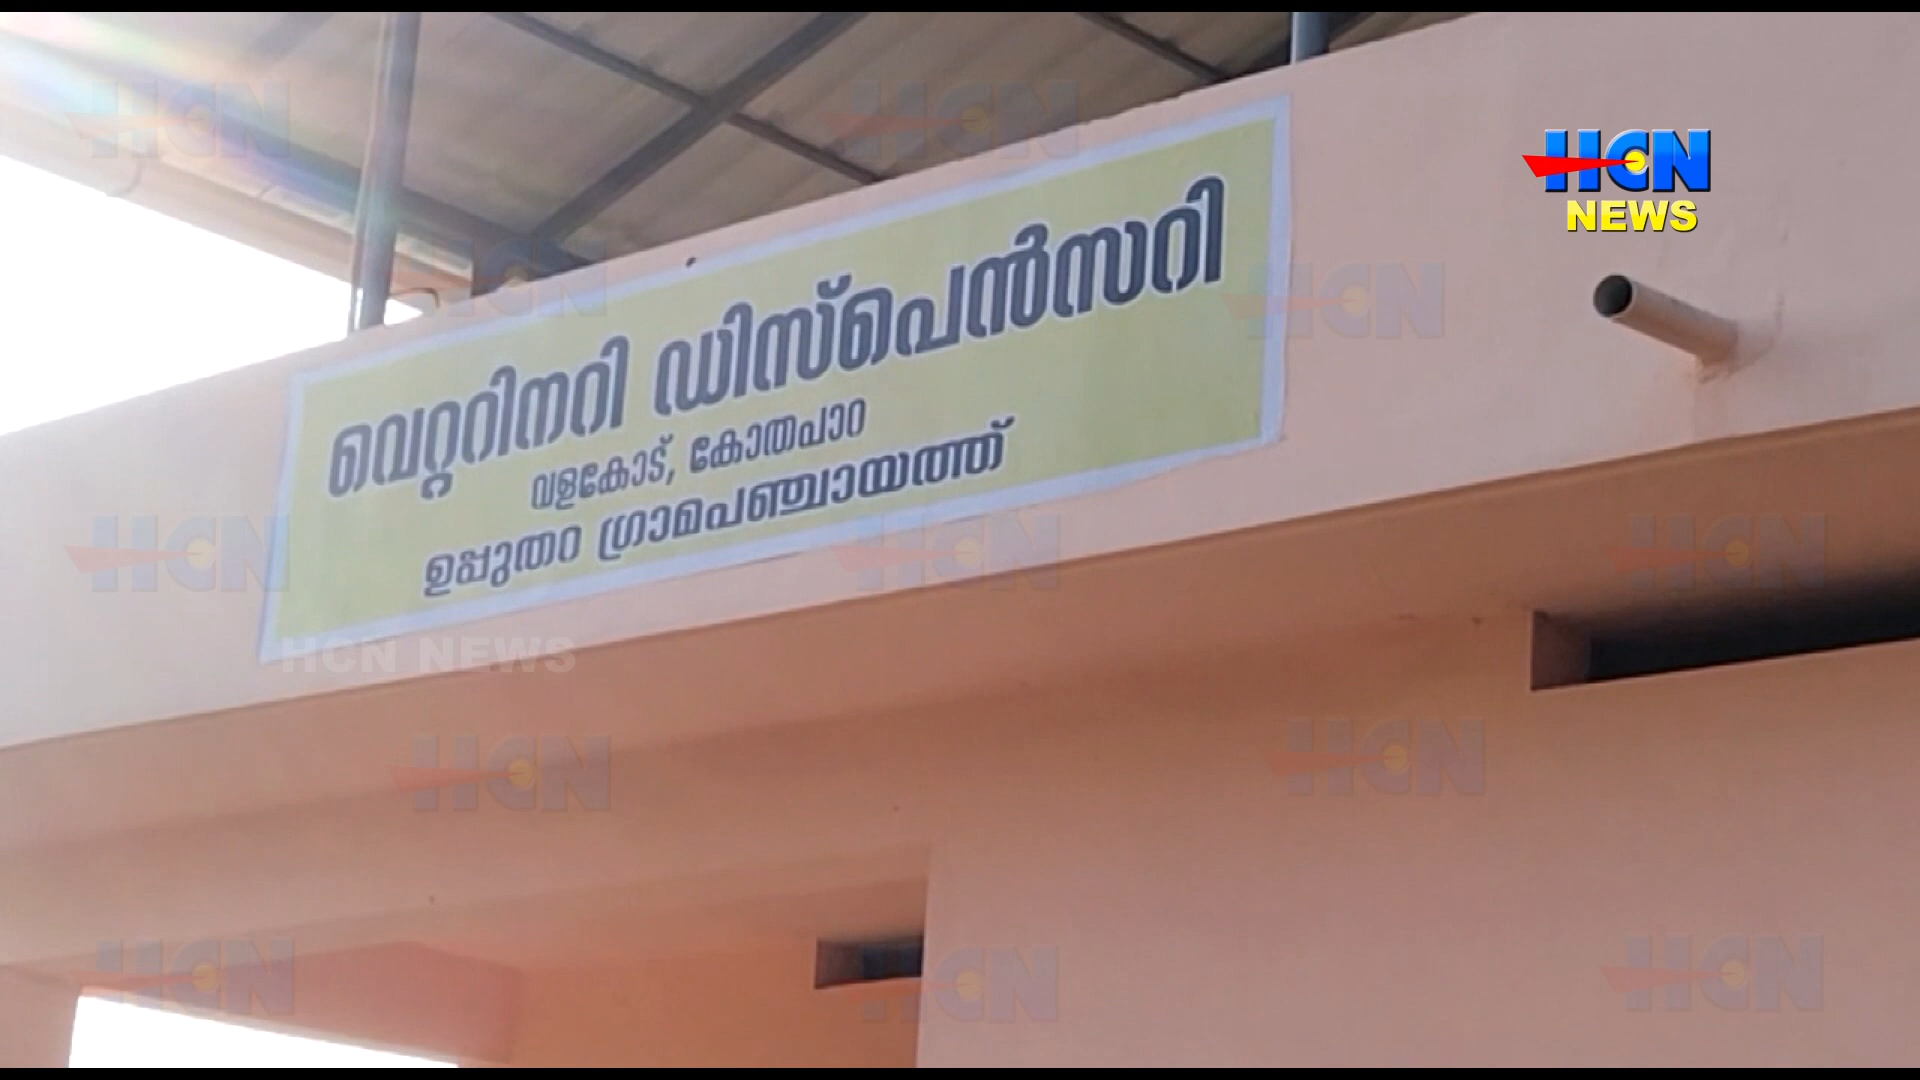 HCN
NEWS
വെറ്ററിനറി ഡിസ്പെൻസറി
വളകോട്, കോതപാറ
ഉപ്പുതറ ഗ്രാമപഞ്ചായത്ത്
HCN NEWS